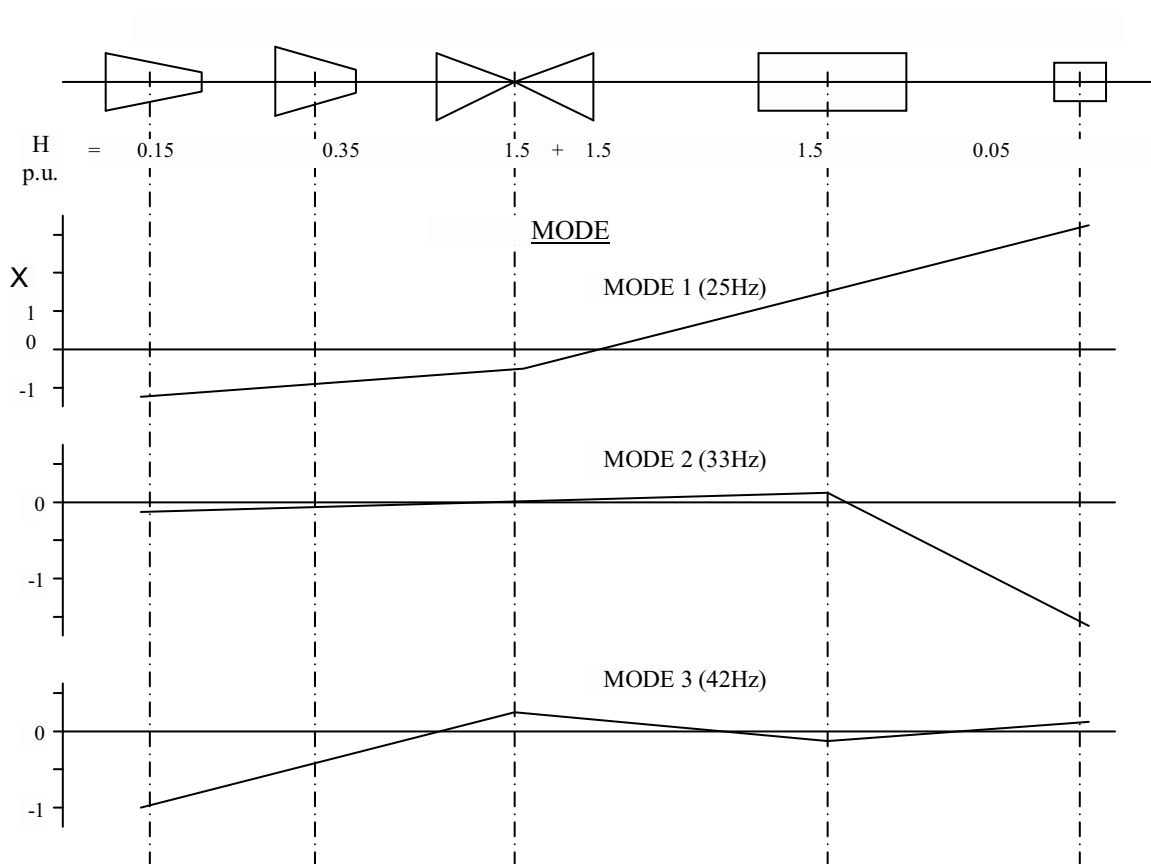 H = 0.15 0.35 1.5 + 1.5 1.5 0.05
p.u.
MODE
X
MODE 1 (25Hz)
1
0
-1
MODE 2 (33Hz)
0
-1
MODE 3 (42Hz)
0
-1